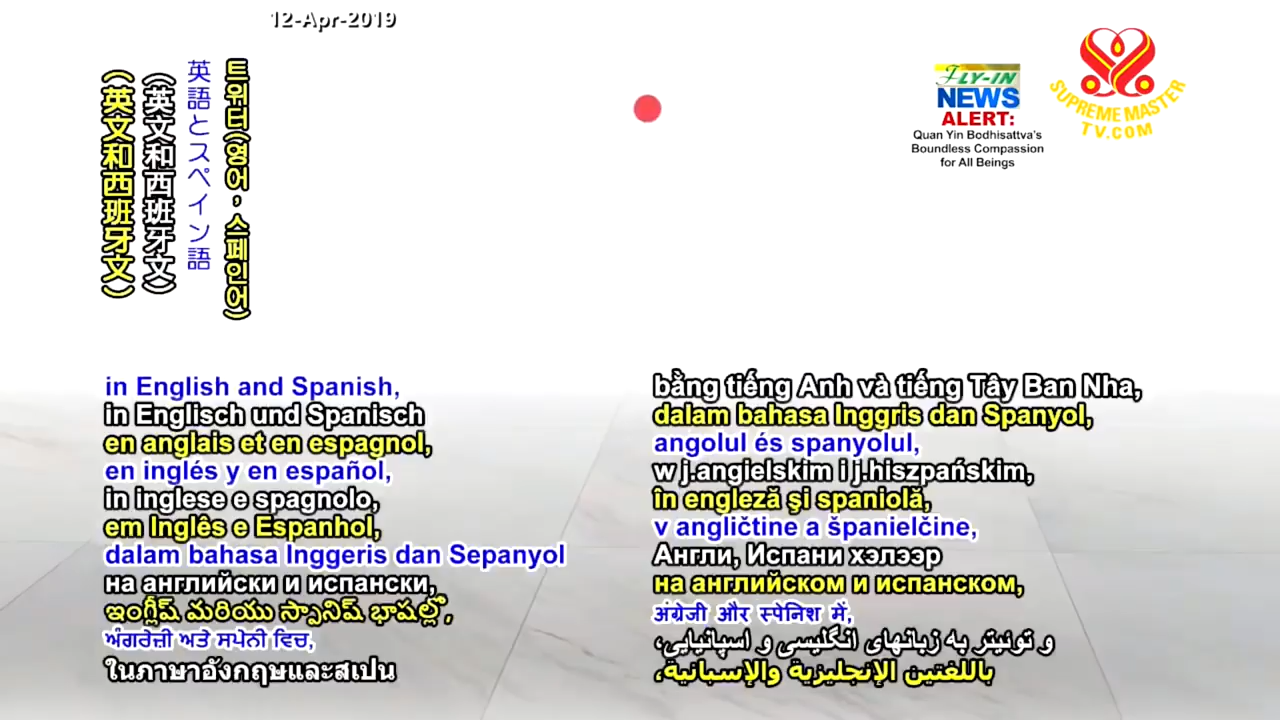 12-Apr-2019
FLY-IN
NEWS
ALERT:
Quan Yin Bodhisattva's
Boundless Compassion
for All Beings
SUPREME MASTER
TV.COM
트위터(영어, 스페인어)
英語とスペイン語
(英文和西班牙文)
(英文和西班牙文)
in English and Spanish,
in Englisch und Spanisch
en anglais et en espagnol,
en inglés y en español,
in inglese e spagnolo,
em Inglês e Espanhol,
dalam bahasa Inggeris dan Sepanyol
на английски и испански,
ఇంగ్లీష్ మరియు స్పానిష్ భాషల్లో,
ਅੰਗਰੇਜ਼ੀ ਅਤੇ ਸਪੇਨੀ ਵਿਚ,
ในภาษาอังกฤษและสเปน
bằng tiếng Anh và tiếng Tây Ban Nha,
dalam bahasa Inggris dan Spanyol,
angolul és spanyolul,
w j.angielskim i j.hiszpańskim,
în engleză şi spaniolă,
v angličtine a španielčine,
Англи, Испани хэлээр
на английском и испанском,
अंग्रेजी और स्पेनिश में,
و تونیتر به زبانهای انگلیسی و اسپانیایی،
باللغتين الإنجليزية والإسبانية،